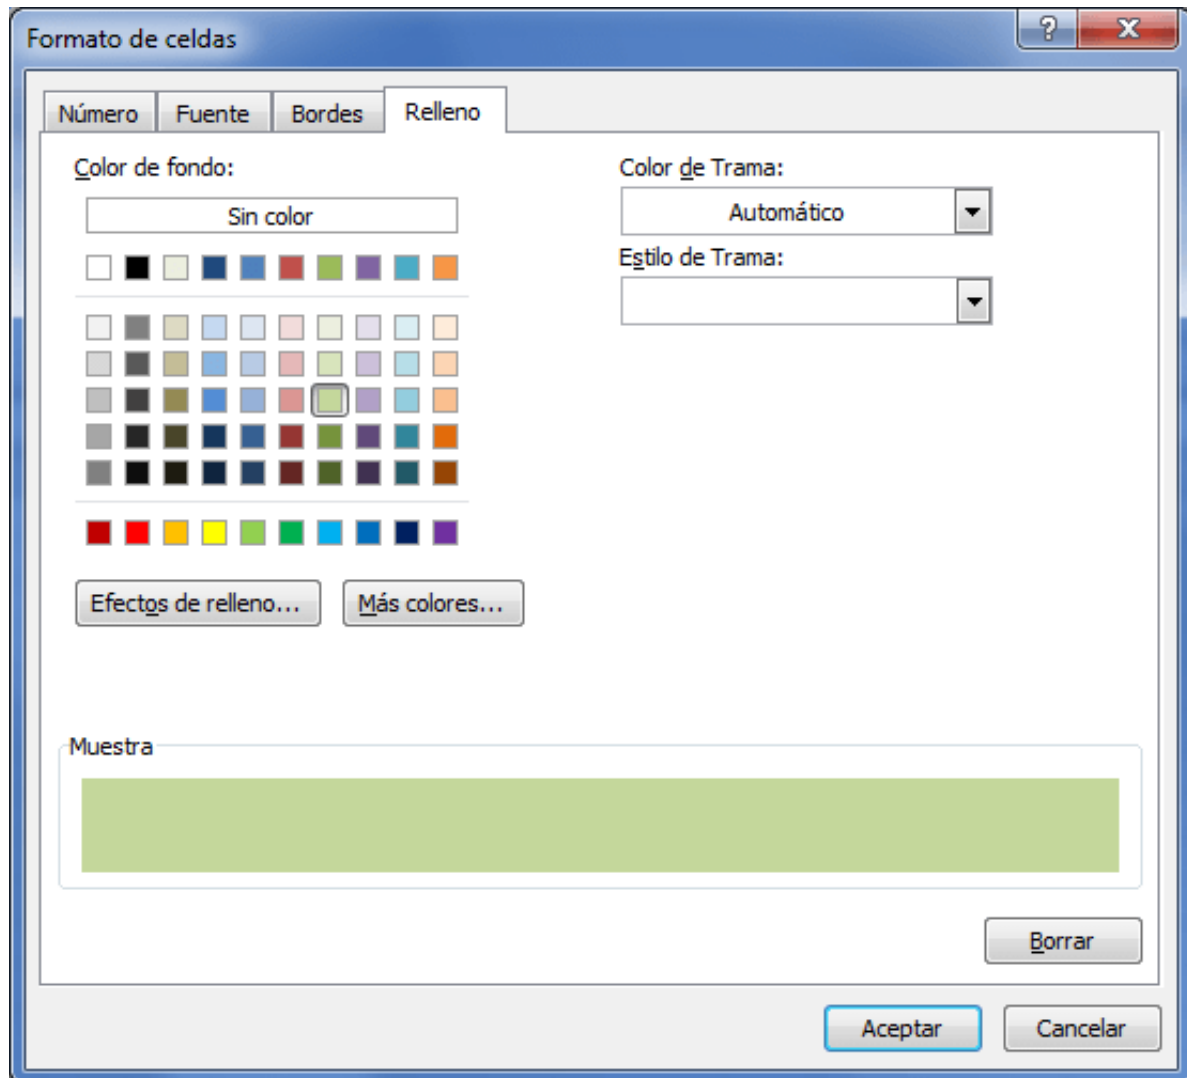 Formato de celdas
?
Número Fuente Bordes Relleno
Color de fondo:
Sin color
Color de Trama:
Automático
Estilo de Trama:
Efectos de relleno...
Más colores...
Muestra
Borrar
Aceptar
Cancelar